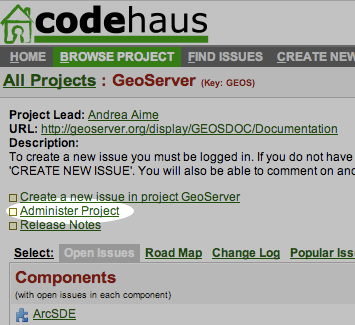 codehaus
HOME BROWSE PROJECT FIND ISSUES CREATE NEW
All Projects : GeoServer (Key: GEOS)
Project Lead: Andrea Aime
URL: http://geoserver.org/display/GEOSDOC/Documentation
Description:
To create a new issue you must be logged in. If you do not have
'CREATE NEW ISSUE'. You will also be able to comment on
Create a new issue in project GeoServer
Administer Project
Release Notes
Select: Open Issues Road Map Change Log Popular
Components
(with open issues in each component)
ArcSDE